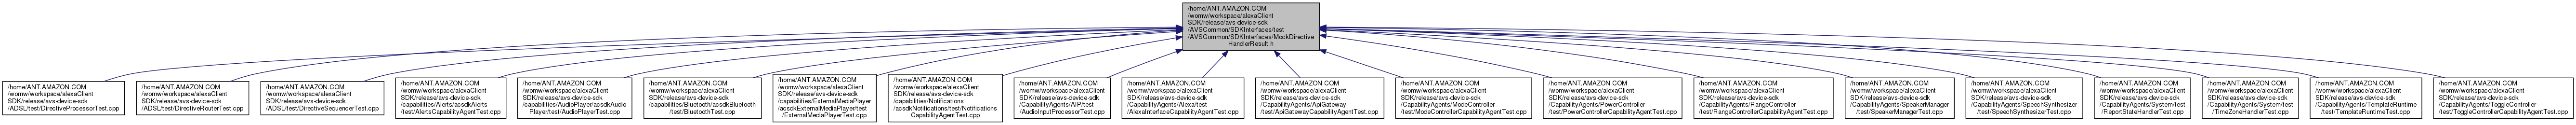 /home/ANT.AMAZON.COM
/womw/workspace/alexaClient
SDK/release/avs-device-sdk
/AVSCommon/SDKInterfaces/test
/AVSCommon/SDKInterfaces/MockDirective
HandlerResult.h
/home/ANT.AMAZON.COM
/womw/workspace/alexaClient
SDK/release/avs-device-sdk
/ADSL/test/DirectiveProcessorTest.cpp
/home/ANT.AMAZON.COM
/womw/workspace/alexaClient
SDK/release/avs-device-sdk
/ADSL/test/DirectiveRouterTest.cpp
/home/ANT.AMAZON.COM
/womw/workspace/alexaClient
SDK/release/avs-device-sdk
/ADSL/test/DirectiveSequencerTest.cpp
/home/ANT.AMAZON.COM
/womw/workspace/alexaClient
SDK/release/avs-device-sdk
/capabilities/Alerts/acsdkAlerts
/test/AlertsCapabilityAgentTest.cpp
/home/ANT.AMAZON.COM
/womw/workspace/alexaClient
SDK/release/avs-device-sdk
/capabilities/AudioPlayer/acsdkAudio
Player/test/AudioPlayerTest.cpp
/home/ANT.AMAZON.COM
/womw/workspace/alexaClient
SDK/release/avs-device-sdk
/capabilities/Bluetooth/acsdkBluetooth
/test/BluetoothTest.cpp
/home/ANT.AMAZON.COM
/womw/workspace/alexaClient
SDK/release/avs-device-sdk
/capabilities/ExternalMediaPlayer
/acsdkExternalMediaPlayer/test
/ExternalMediaPlayerTest.cpp
/home/ANT.AMAZON.COM
/womw/workspace/alexaClient
SDK/release/avs-device-sdk
/capabilities/Notifications
/acsdkNotifications/test/Notifications
CapabilityAgentTest.cpp
/home/ANT.AMAZON.COM
/womw/workspace/alexaClient
SDK/release/avs-device-sdk
/CapabilityAgents/AIP/test
/AudioInputProcessorTest.cpp
/home/ANT.AMAZON.COM
/womw/workspace/alexaClient
SDK/release/avs-device-sdk
/CapabilityAgents/Alexa/test
/AlexaInterfaceCapabilityAgentTest.cpp
/home/ANT.AMAZON.COM
/womw/workspace/alexaClient
SDK/release/avs-device-sdk
/CapabilityAgents/ApiGateway
/test/ApiGatewayCapabilityAgentTest.cpp
/home/ANT.AMAZON.COM
/womw/workspace/alexaClient
SDK/release/avs-device-sdk
/CapabilityAgents/ModeController
/test/ModeControllerCapabilityAgentTest.cpp
/home/ANT.AMAZON.COM
/womw/workspace/alexaClient
SDK/release/avs-device-sdk
/CapabilityAgents/PowerController
/test/PowerControllerCapabilityAgentTest.cpp
/home/ANT.AMAZON.COM
/womw/workspace/alexaClient
SDK/release/avs-device-sdk
/CapabilityAgents/RangeController
/test/RangeControllerCapabilityAgentTest.cpp
/home/ANT.AMAZON.COM
/womw/workspace/alexaClient
SDK/release/avs-device-sdk
/CapabilityAgents/SpeakerManager
/test/SpeakerManagerTest.cpp
/home/ANT.AMAZON.COM
/womw/workspace/alexaClient
SDK/release/avs-device-sdk
/CapabilityAgents/SpeechSynthesizer
/test/SpeechSynthesizerTest.cpp
/home/ANT.AMAZON.COM
/womw/workspace/alexaClient
SDK/release/avs-device-sdk
/CapabilityAgents/System/test
/ReportStateHandlerTest.cpp
/home/ANT.AMAZON.COM
/womw/workspace/alexaClient
SDK/release/avs-device-sdk
/CapabilityAgents/System/test
/TimeZoneHandlerTest.cpp
/home/ANT.AMAZON.COM
/womw/workspace/alexaClient
SDK/release/avs-device-sdk
/CapabilityAgents/TemplateRuntime
/test/TemplateRuntimeTest.cpp
/home/ANT.AMAZON.COM
/womw/workspace/alexaClient
SDK/release/avs-device-sdk
/CapabilityAgents/ToggleController
/test/ToggleControllerCapabilityAgentTest.cpp